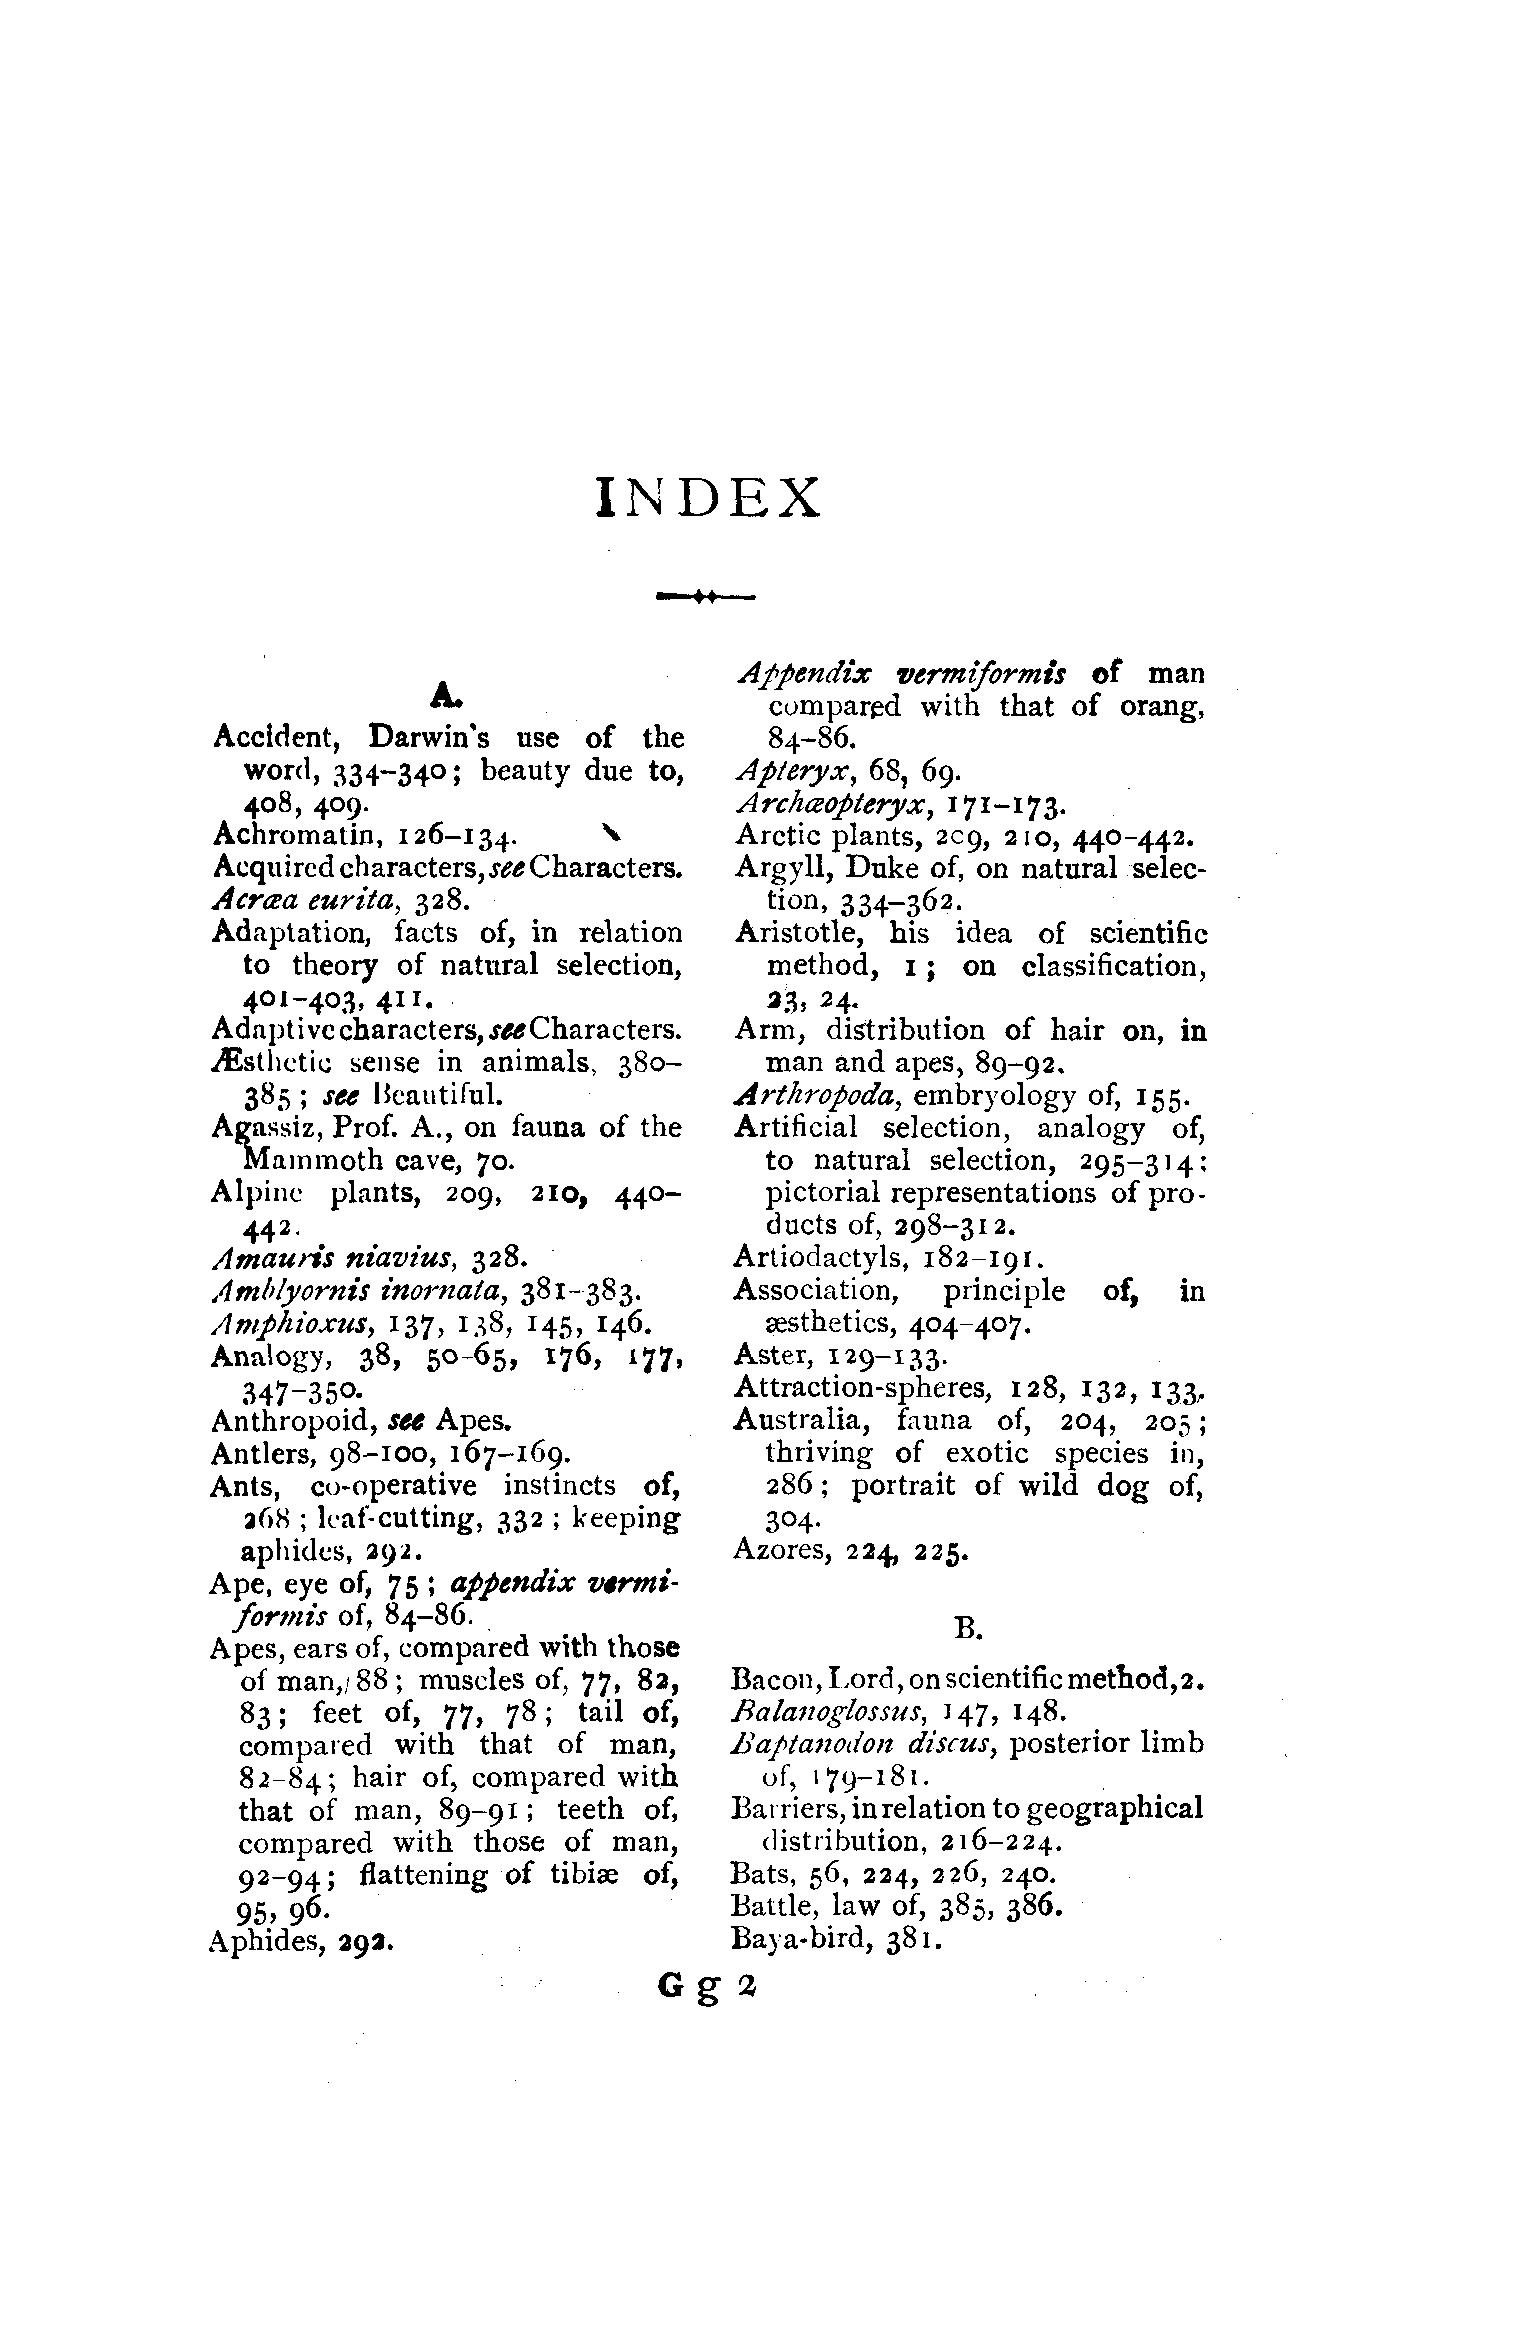 INDEX
A.
Accident, Darwin's use of the
word, 334–340; beauty due to,
408, 409.
Achromatin, 126–134.
Acquired characters, see Characters.
Acræa eurita, 328.
Adaptation, facts of, in relation
to theory of natural selection,
401–403, 411.
Adaptive characters, see Characters.
Æsthetic sense in animals, 380–
385; see Beautiful.
Agassiz, Prof. A., on fauna of the
Mammoth cave, 70.
Alpine plants, 209, 210, 440–
442.
Amauris niavius, 328.
Amblyornis inornata, 381–383.
Amphioxus, 137, 138, 145, 146.
Analogy, 38, 50–65, 176, 177,
347–350.
Anthropoid, see Apes.
Antlers, 98–100, 167–169.
Ants, co-operative instincts of,
268; leaf-cutting, 332; keeping
aphides, 292.
Ape, eye of, 75; appendix vermi-
formis of, 84–86.
Apes, ears of, compared with those
of man, 88; muscles of, 77, 82,
83; feet of, 77, 78; tail of,
compared with that of man,
82–84; hair of, compared with
that of man, 89–91; teeth of,
compared with those of man,
92–94; flattening of tibiæ of,
95, 96.
Aphides, 292.
Appendix vermiformis of man
compared with that of orang,
84–86.
Apteryx, 68, 69.
Archæopteryx, 171–173.
Arctic plants, 209, 210, 440–442.
Argyll, Duke of, on natural selec-
tion, 334–362.
Aristotle, his idea of scientific
method, 1; on classification,
23, 24.
Arm, distribution of hair on, in
man and apes, 89–92.
Arthropoda, embryology of, 155.
Artificial selection, analogy of,
to natural selection, 295–314:
pictorial representations of pro-
ducts of, 298–312.
Artiodactyls, 182–191.
Association, principle of, in
æsthetics, 404–407.
Aster, 129–133.
Attraction-spheres, 128, 132, 133.
Australia, fauna of, 204, 205;
thriving of exotic species in,
286; portrait of wild dog of,
304.
Azores, 224, 225.
B.
Bacon, Lord, on scientific method, 2.
Balanoglossus, 147, 148.
Baptanodon discus, posterior limb
of, 179–181.
Barriers, in relation to geographical
distribution, 216–224.
Bats, 56, 224, 226, 240.
Battle, law of, 385, 386.
Baya-bird, 381.
G g 2